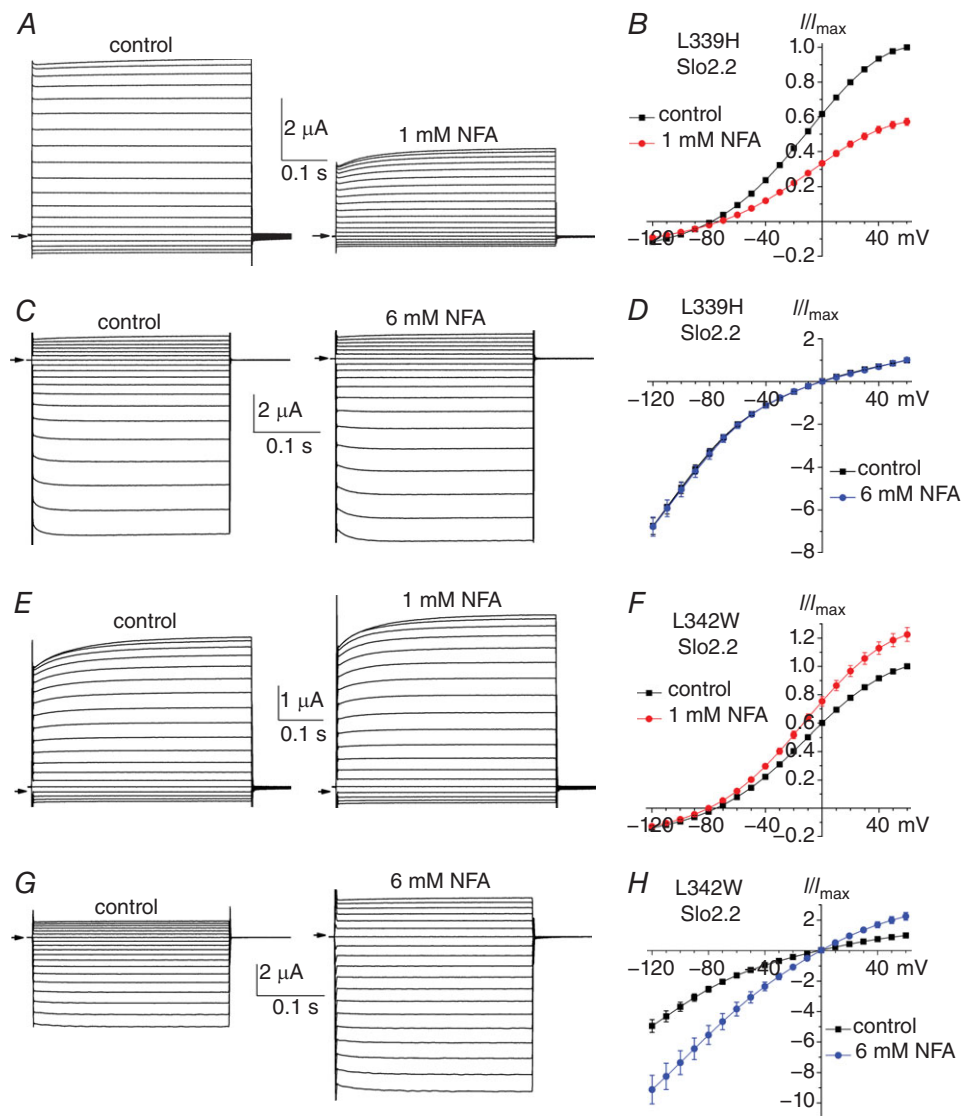 A
control
2 μA
0.1 s
1 mM NFA
B
L339H
Slo2.2
I/Imax
control
1 mM NFA
1.0
0.8
0.6
0.4
0.2
−0.2
−120
−80
−40
40 mV
C
control
2 μA
0.1 s
6 mM NFA
D
L339H
Slo2.2
I/Imax
2
−120
−80
−40
40 mV
−2
−4
−6
−8
control
6 mM NFA
E
control
1 μA
0.1 s
1 mM NFA
F
L342W
Slo2.2
I/Imax
control
1 mM NFA
1.2
1.0
0.8
0.6
0.4
0.2
−0.2
−120
−80
−40
40 mV
G
control
2 μA
0.1 s
6 mM NFA
H
L342W
Slo2.2
I/Imax
2
−120
−80
−40
40 mV
−2
−4
−6
−8
−10
control
6 mM NFA